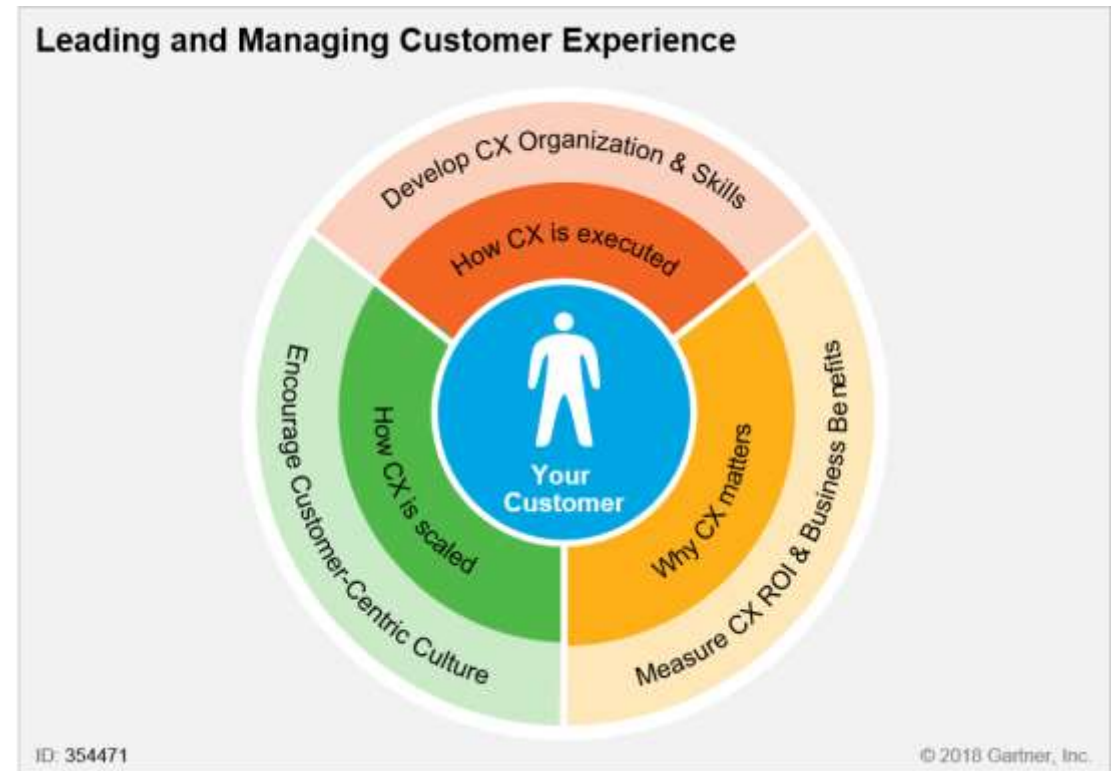 Leading and Managing Customer Experience
Develop CX Organization & Skills
How CX is executed
Encourage Customer-Centric Culture
How CX is scaled
Your
Customer
Why CX matters
Measure CX ROI & Business Benefits
ID: 354471
© 2018 Gartner, Inc.